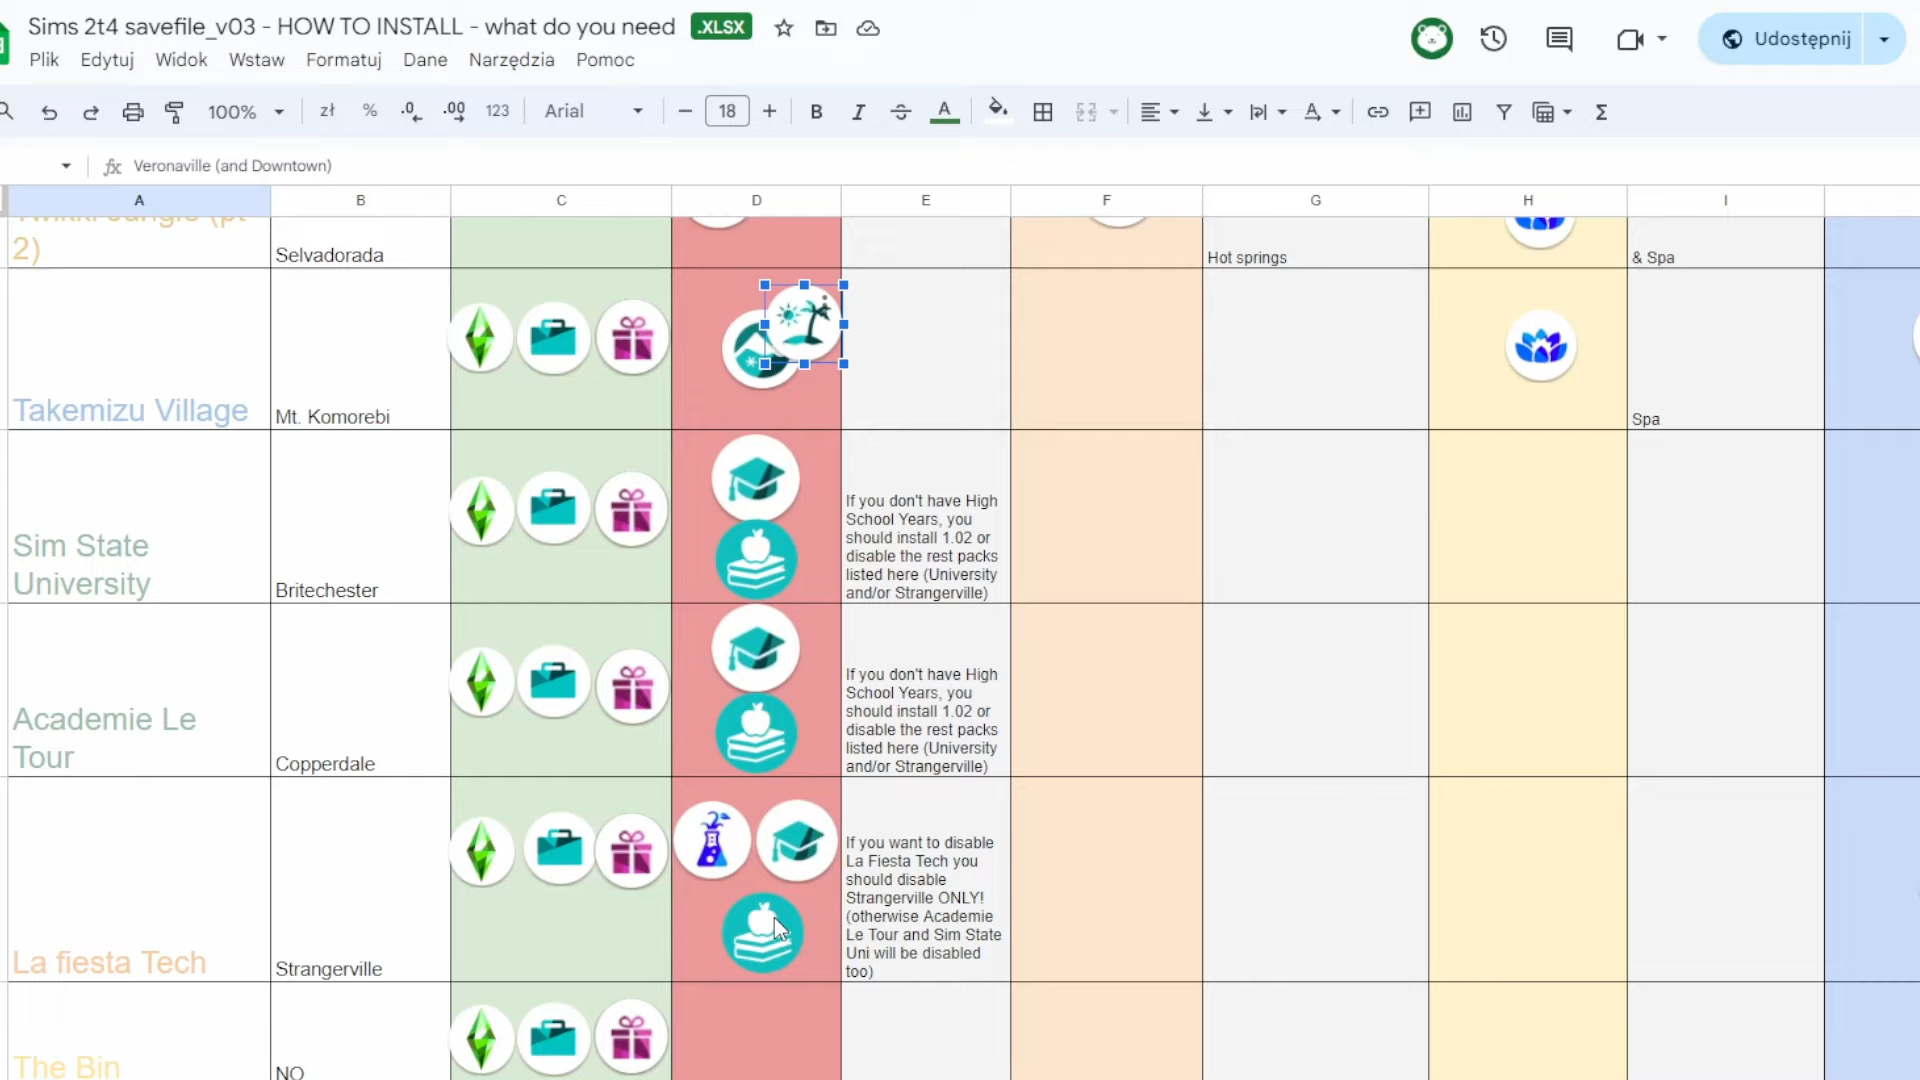 Sims 2t4 savefile_v03 - HOW TO INSTALL - what do you need .XLSX
Plik Edytuj Widok Wstaw Formatuj Dane Narzędzia Pomoc
Udostępnij
100% zł % .0 .00 123 Arial 18 B I A
fx Veronaville (and Downtown)
A B C D E F G H I
Twikki Jungle (pt
2)
Selvadorada
Hot springs
& Spa
Takemizu Village
Mt. Komorebi
Spa
Sim State
University
Britechester
If you don't have High
School Years, you
should install 1.02 or
disable the rest packs
listed here (University
and/or Strangerville)
Academie Le
Tour
Copperdale
If you don't have High
School Years, you
should install 1.02 or
disable the rest packs
listed here (University
and/or Strangerville)
La fiesta Tech
Strangerville
If you want to disable
La Fiesta Tech you
should disable
Strangerville ONLY!
(otherwise Academie
Le Tour and Sim State
Uni will be disabled
too)
The Bin
NO